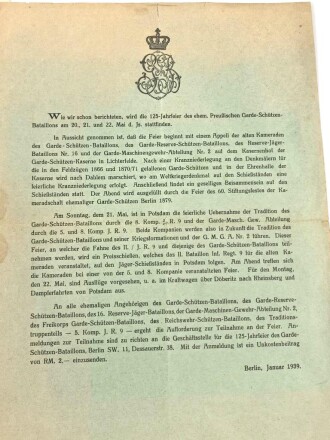 Wie wir schon berichteten, wird die 125-Jahrfeier des ehem. Preußischen Garde-Schützen-
Bataillons am 20., 21. und 22. Mai d. Js. stattfinden.
In Aussicht genommen ist, daß die Feier beginnt mit einem Appell der alten Kameraden
des Garde-Schützen-Bataillons, des Garde-Reserve-Schützen-Bataillons, des Reserve-Jäger-
Bataillons Nr. 16 und der Garde-Maschinengewehr-Abteilung Nr. 2 auf dem Kasernenhof der
Garde-Schützen-Kaserne in Lichterfelde. Nach einer Kranzniederlegung an den Denkmälern für
die in den Feldzügen 1866 und 1870/71 gefallenen Garde-Schützen und in der Ehrenhalle der
Kaserne wird nach Dahlem marschiert, wo am Weltkriegsdenkmal auf den Schießständen eine
feierliche Kranzniederlegung erfolgt. Anschließend findet ein geselliges Beisammensein auf den
Schießständen statt. Der Abend wird ausgefüllt durch die Feier des 60. Stiftungsfestes der Ka-
meradschaft ehemaliger Garde-Schützen Berlin 1879.
Am Sonntag, dem 21. Mai, ist in Potsdam die feierliche Uebernahme der Tradition des
Garde-Schützen-Bataillons durch die 8. Komp. J. R. 9 und der Garde-Masch. Gew. Abteilung
durch die 5. und 8. Komp. J. R. 9. Beide Kompanien werden also in Zukunft die Tradition des
Garde-Schützen-Bataillons und seiner Kriegsformationen und der G. M. G. A. Nr. 2 führen. Dieser
Feier, an welcher die ohne Söhne des II. / J. R. 9 und diejenigen des Garde-Schützen-Bataillons teil-
nehmen werden, wird ein Preisschießen, welches das II. Bataillon Inf. Regt. 9 für die alten Ka-
meraden veranstaltet, auf den Jäger-Schießständen in Potsdam folgen. Am Abend treffen sich
die Kameraden bei einer von der 5. und 8. Kompanie veranstalteten Feier. Für den Montag,
den 22. Mai, sind Ausflüge vorgesehen, u. a. im Kraftwagen über Döberitz nach Rheinsberg und
Dampferfahrten von Potsdam aus.
An alle ehemaligen Angehörigen des Garde-Schützen-Bataillons, des Garde-Reserve-
Schützen-Bataillons, des 16. Reserve-Jäger-Bataillons, der Garde-Maschinen-Gewehr-Abteilung Nr. 2,
des Freikorps Garde-Schützen-Bataillons, des Reichswehr-Schützen-Bataillons, des Traditions-
truppenteils — 8. Komp. J. R. 9 — ergeht die Aufforderung zur Teilnahme an der Feier. An-
meldungen zur Teilnahme sind zu richten an die Geschäftsstelle für die 125-Jahrfeier des Garde-
Schützen-Bataillons, Berlin SW. 11, Dessauerstr. 38. Mit der Anmeldung ist ein Unkostenbeitrag
von RM. 2,— einzusenden.
Berlin, Januar 1939.